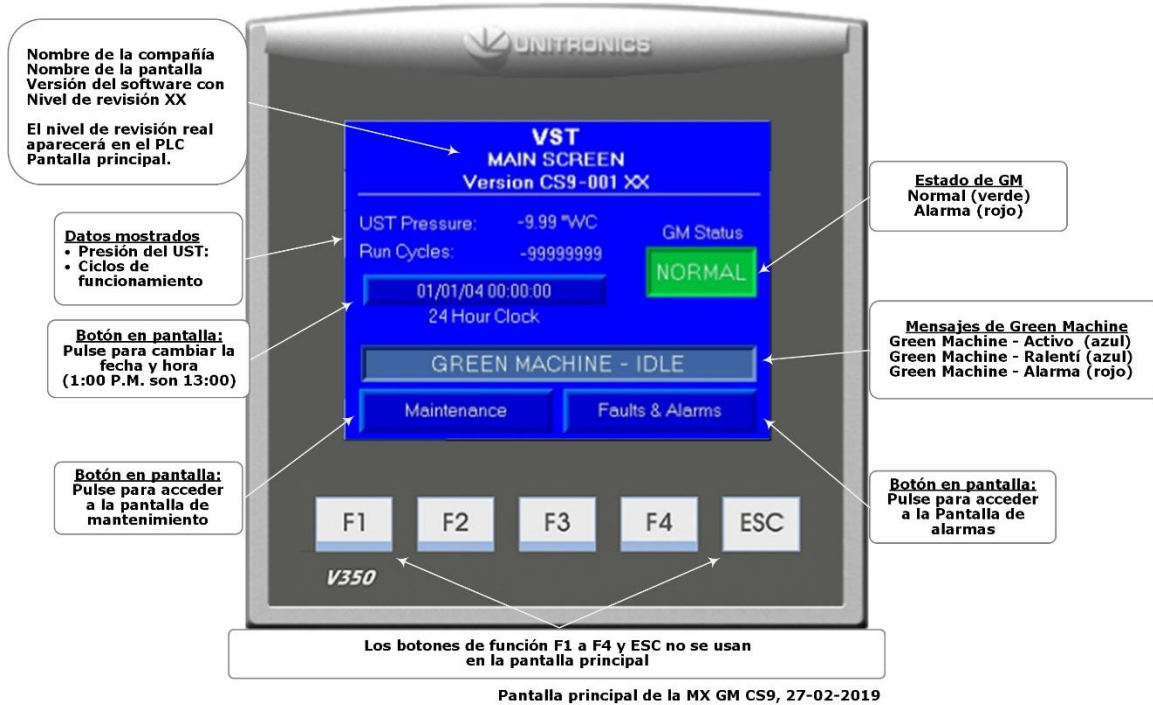 UNITRONICS
Nombre de la compañía
Nombre de la pantalla
Versión del software con
Nivel de revisión XX
El nivel de revisión real
aparecerá en el PLC
Pantalla principal.
VST
MAIN SCREEN
Version CS9-001 XX
Estado de GM
Normal (verde)
Alarma (rojo)
Datos mostrados
• Presión del UST:
• Ciclos de
funcionamiento
UST Pressure: -9.99 "WC
Run Cycles: -99999999
GM Status
NORMAL
01/01/04 00:00:00
24 Hour Clock
Botón en pantalla:
Pulse para cambiar la
fecha y hora
(1:00 P.M. son 13:00)
GREEN MACHINE - IDLE
Mensajes de Green Machine
Green Machine - Activo (azul)
Green Machine - Ralentí (azul)
Green Machine - Alarma (rojo)
Maintenance
Faults & Alarms
Botón en pantalla:
Pulse para acceder
a la pantalla de
mantenimiento
Botón en pantalla:
Pulse para acceder
a la Pantalla de
alarmas
F1 F2 F3 F4 ESC
V350
Los botones de función F1 a F4 y ESC no se usan
en la pantalla principal
Pantalla principal de la MX GM CS9, 27-02-2019